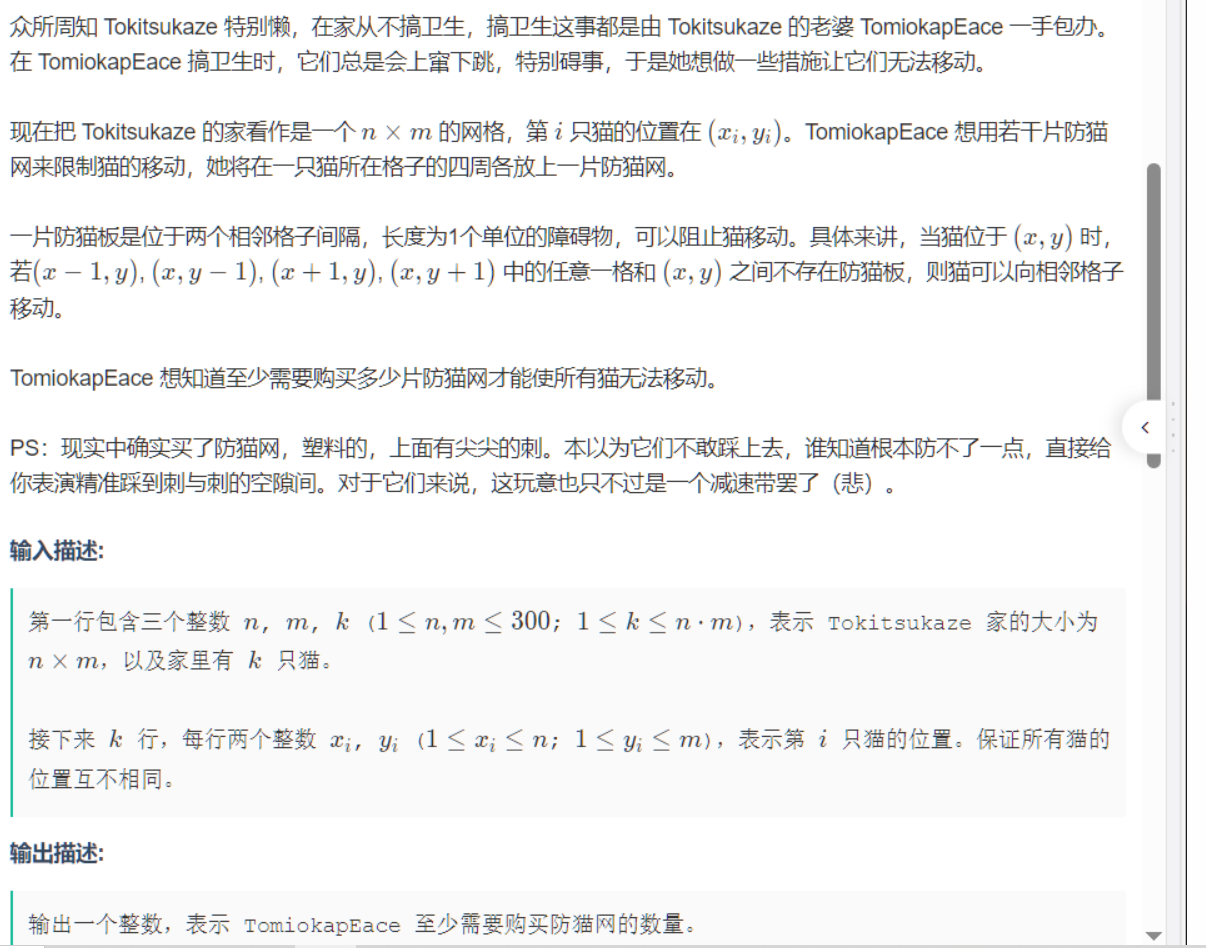 众所周知 Tokitsukaze 特别懒，在家从不搞卫生，搞卫生这事都是由 Tokitsukaze 的老婆 TomiokapEace 一手包办。
在 TomiokapEace 搞卫生时，它们总是会上窜下跳，特别碍事，于是她想做一些措施让它们无法移动。
现在把 Tokitsukaze 的家看作是一个 n × m 的网格，第 i 只猫的位置在 (xᵢ, yᵢ)。TomiokapEace 想用若干片防猫
网来限制猫的移动，她将在一只猫所在格子的四周各放上一片防猫网。
一片防猫板是位于两个相邻格子间隔，长度为1个单位的障碍物，可以阻止猫移动。具体来讲，当猫位于 (x, y) 时，
若(x − 1, y), (x, y − 1), (x + 1, y), (x, y + 1) 中的任意一格和 (x, y) 之间不存在防猫板，则猫可以向相邻格子
移动。
TomiokapEace 想知道至少需要购买多少片防猫网才能使所有猫无法移动。
PS：现实中确实买了防猫网，塑料的，上面有尖尖的刺。本以为它们不敢踩上去，谁知道根本防不了一点，直接给
你表演精准踩到刺与刺的空隙间。对于它们来说，这玩意也只不过是一个减速带罢了（悲）。
输入描述:
第一行包含三个整数 n, m, k (1 ≤ n, m ≤ 300; 1 ≤ k ≤ n · m)，表示 Tokitsukaze 家的大小为
n × m，以及家里有 k 只猫。
接下来 k 行，每行两个整数 xᵢ, yᵢ (1 ≤ xᵢ ≤ n; 1 ≤ yᵢ ≤ m)，表示第 i 只猫的位置。保证所有猫的
位置互不相同。
输出描述:
输出一个整数，表示 TomiokapEace 至少需要购买防猫网的数量。